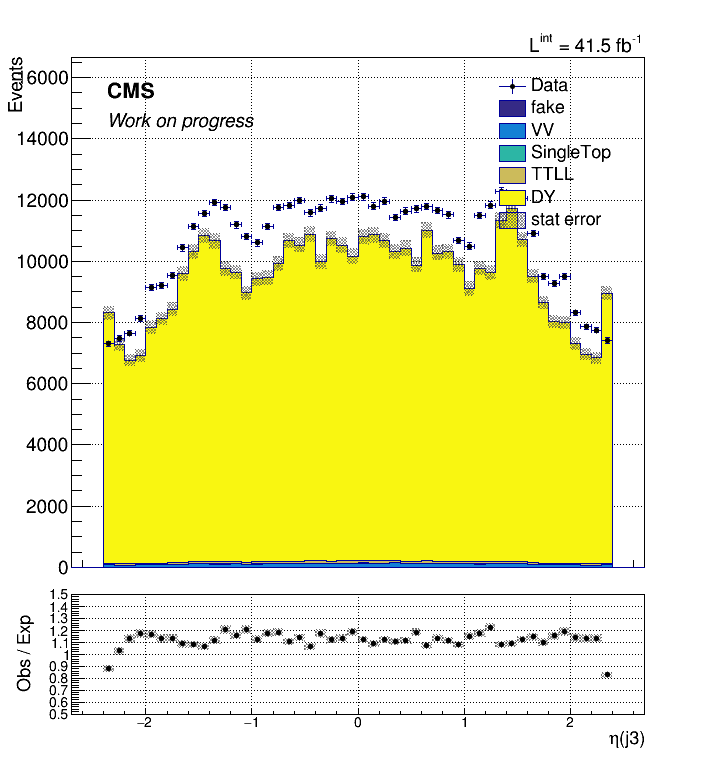 L^int = 41.5 fb^-1
Events
CMS
Work on progress
Data
fake
VV
SingleTop
TTLL
DY
stat error
16000
14000
12000
10000
8000
6000
4000
2000
0
Obs / Exp
1.5
1.4
1.3
1.2
1.1
1
0.9
0.8
0.7
0.6
0.5
−2 −1 0 1 2
η(j3)